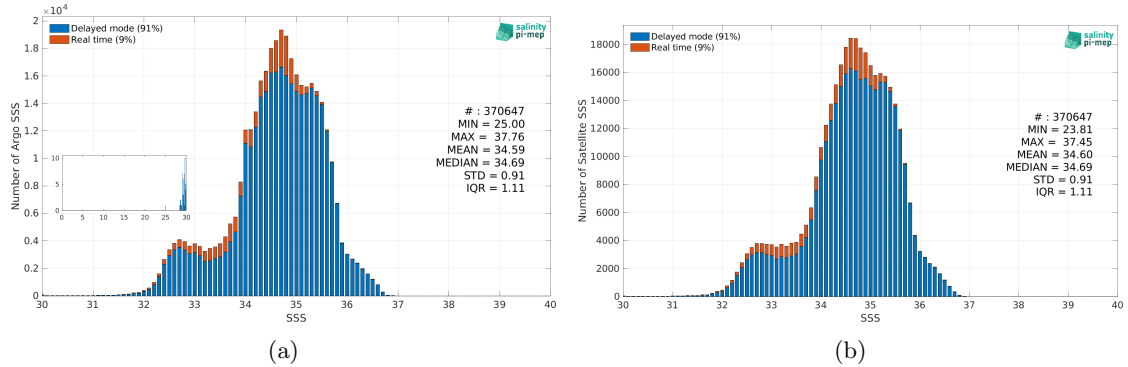 ×10⁴
Delayed mode (91%)
Real time (9%)
salinity
pi-mep
2
1.8
1.6
1.4
1.2
1
0.8
0.6
0.4
0.2
0
Number of Argo SSS
# : 370647
MIN = 25.00
MAX = 37.76
MEAN = 34.59
MEDIAN = 34.69
STD = 0.91
IQR = 1.11
10
5
0
0 5 10 15 20 25 30
30 31 32 33 34 35 36 37 38 39 40
SSS
(a)
Delayed mode (91%)
Real time (9%)
salinity
pi-mep
18000
16000
14000
12000
10000
8000
6000
4000
2000
0
Number of Satellite SSS
# : 370647
MIN = 23.81
MAX = 37.45
MEAN = 34.60
MEDIAN = 34.69
STD = 0.91
IQR = 1.11
30 31 32 33 34 35 36 37 38 39 40
SSS
(b)